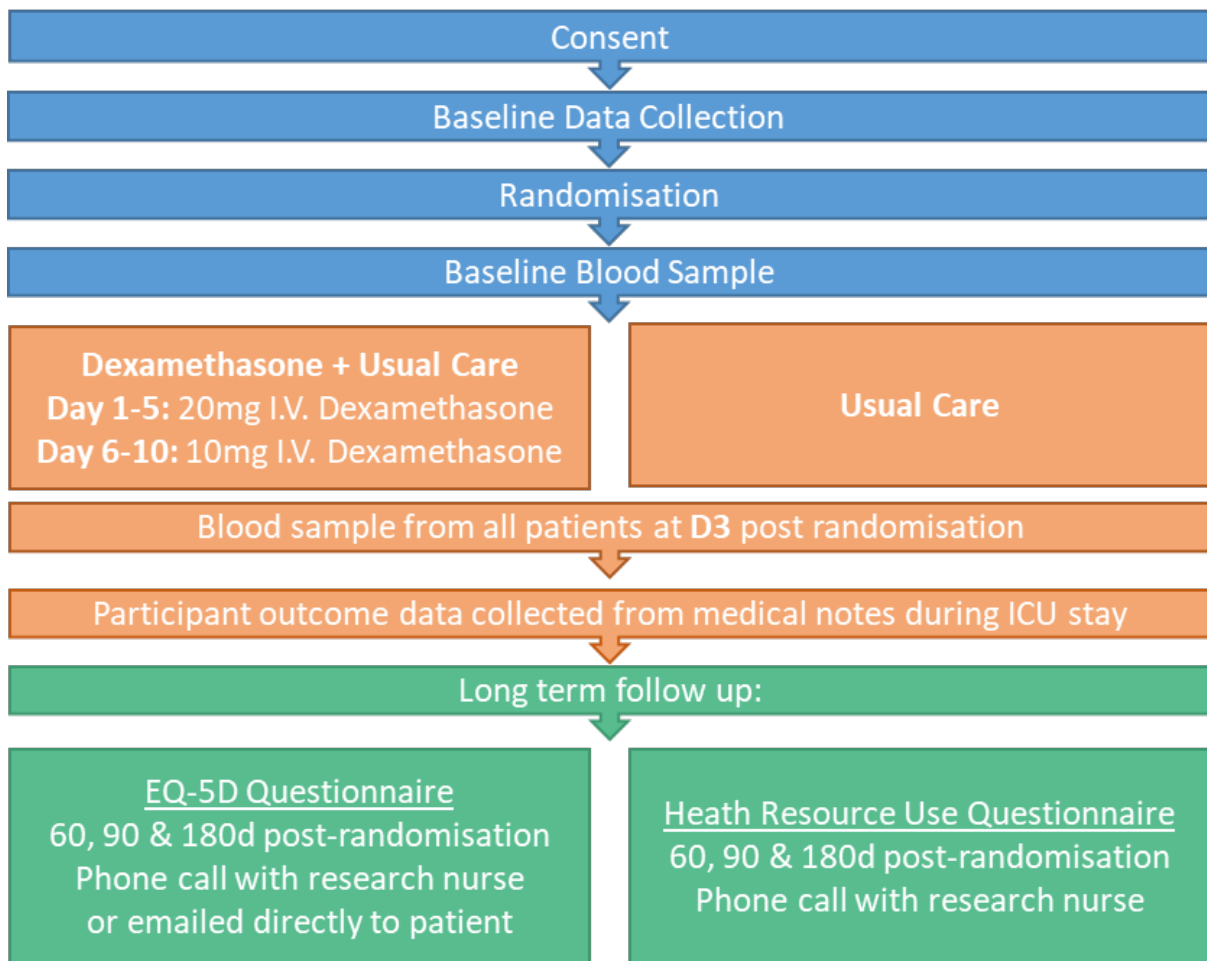 Consent
Baseline Data Collection
Randomisation
Baseline Blood Sample
Dexamethasone + Usual Care
Day 1-5: 20mg I.V. Dexamethasone
Day 6-10: 10mg I.V. Dexamethasone
Usual Care
Blood sample from all patients at D3 post randomisation
Participant outcome data collected from medical notes during ICU stay
Long term follow up:
EQ-5D Questionnaire
60, 90 & 180d post-randomisation
Phone call with research nurse
or emailed directly to patient
Heath Resource Use Questionnaire
60, 90 & 180d post-randomisation
Phone call with research nurse